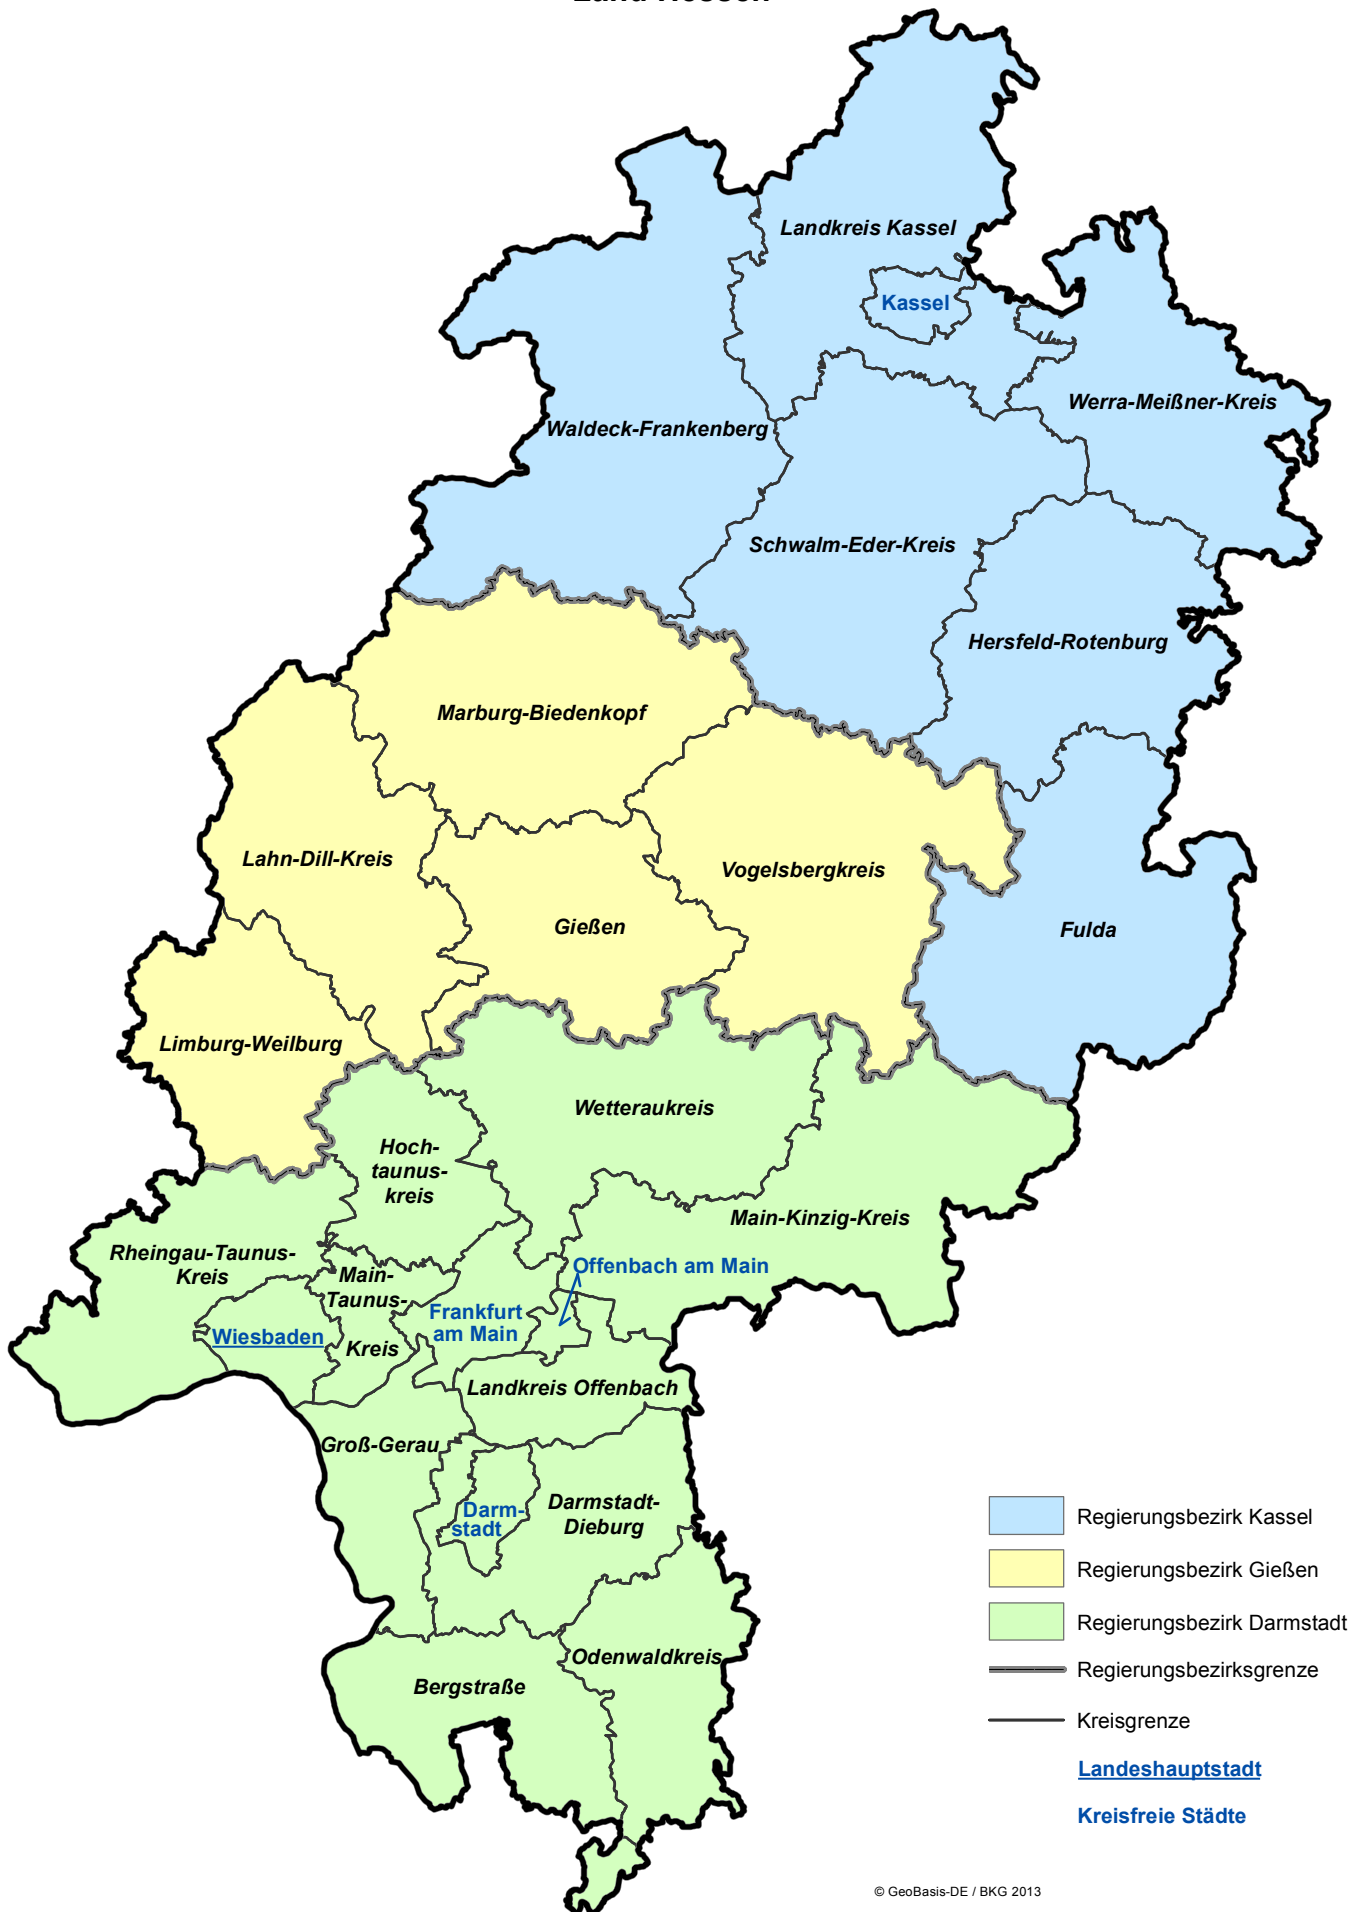 Land Hessen
Landkreis Kassel
Kassel
Werra-Meißner-Kreis
Waldeck-Frankenberg
Schwalm-Eder-Kreis
Hersfeld-Rotenburg
Marburg-Biedenkopf
Lahn-Dill-Kreis
Vogelsbergkreis
Gießen
Fulda
Limburg-Weilburg
Wetteraukreis
Hoch-
taunus-
kreis
Main-Kinzig-Kreis
Rheingau-Taunus-
Kreis
Offenbach am Main
Main-
Taunus-
Kreis
Frankfurt
am Main
Wiesbaden
Landkreis Offenbach
Groß-Gerau
Darm-
stadt
Darmstadt-
Dieburg
Odenwaldkreis
Bergstraße
Regierungsbezirk Kassel
Regierungsbezirk Gießen
Regierungsbezirk Darmstadt
Regierungsbezirksgrenze
Kreisgrenze
Landeshauptstadt
Kreisfreie Städte
© GeoBasis-DE / BKG 2013